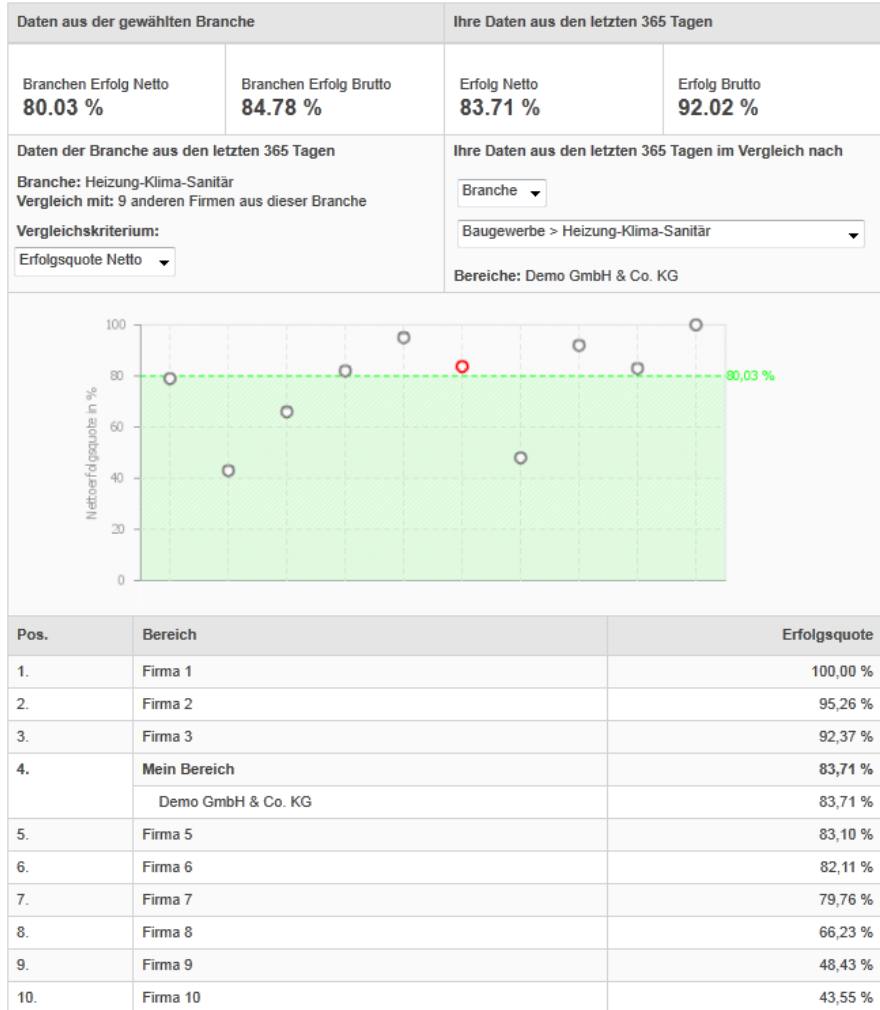 Daten aus der gewählten Branche
Ihre Daten aus den letzten 365 Tagen
Branchen Erfolg Netto
80.03 %
Branchen Erfolg Brutto
84.78 %
Erfolg Netto
83.71 %
Erfolg Brutto
92.02 %
Daten der Branche aus den letzten 365 Tagen
Branche: Heizung-Klima-Sanitär
Vergleich mit: 9 anderen Firmen aus dieser Branche
Vergleichskriterium:
Erfolgsquote Netto
Ihre Daten aus den letzten 365 Tagen im Vergleich nach
Branche
Baugewerbe > Heizung-Klima-Sanitär
Bereiche: Demo GmbH & Co. KG
Nettoerfolgsquote in %
100
80
60
40
20
0
80,03 %
Pos. Bereich Erfolgsquote
1. Firma 1 100,00 %
2. Firma 2 95,26 %
3. Firma 3 92,37 %
4. Mein Bereich 83,71 %
Demo GmbH & Co. KG 83,71 %
5. Firma 5 83,10 %
6. Firma 6 82,11 %
7. Firma 7 79,76 %
8. Firma 8 66,23 %
9. Firma 9 48,43 %
10. Firma 10 43,55 %